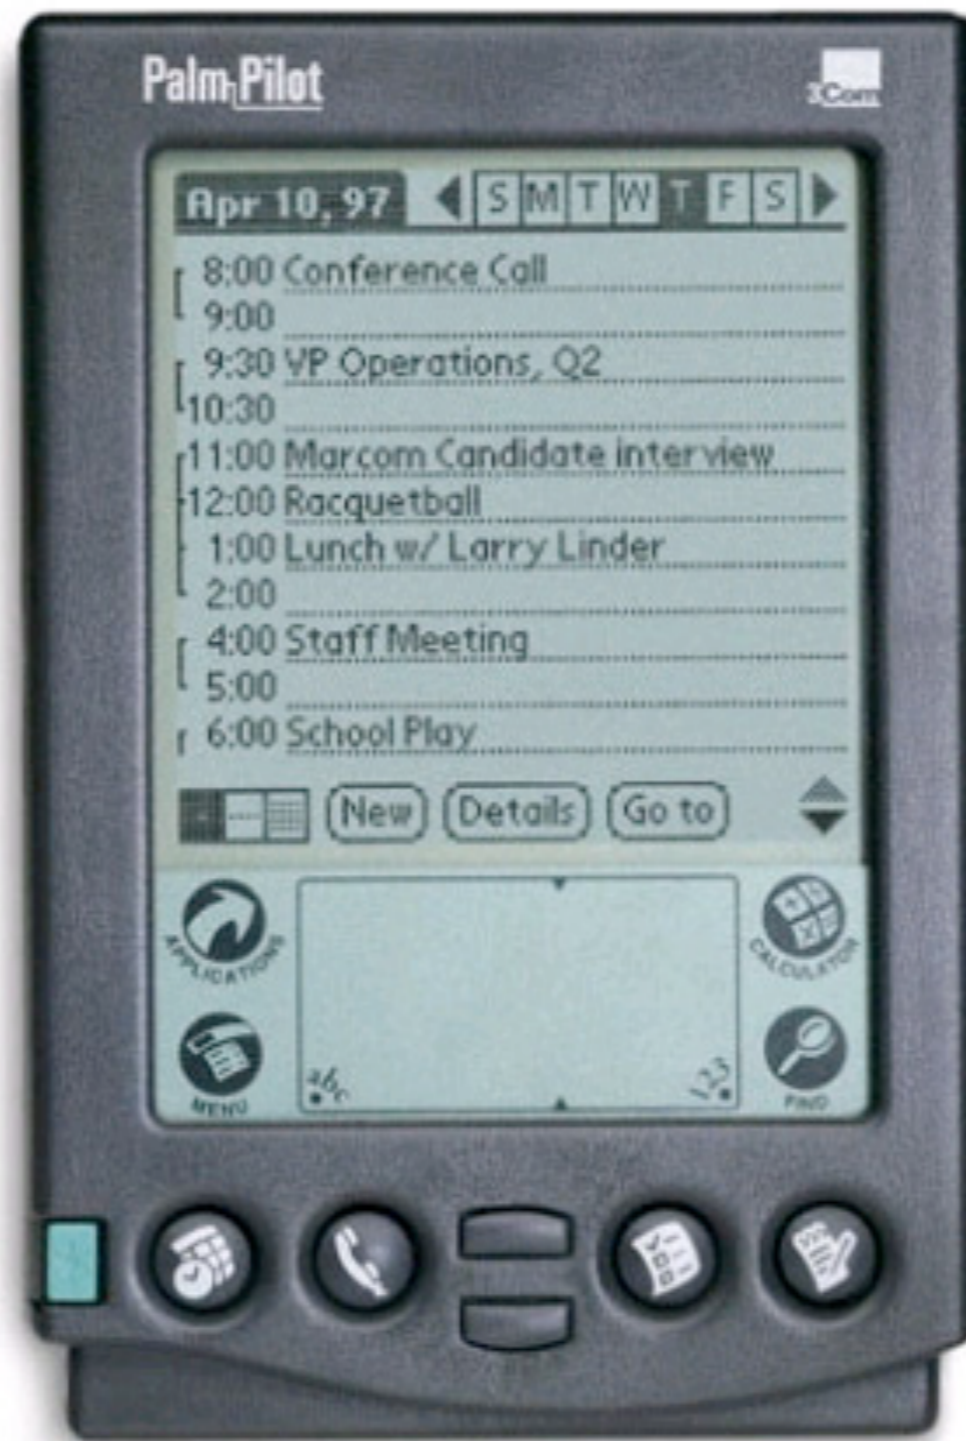 Palm Pilot
3Com
Apr 10, 97 S M T W T F S
8:00 Conference Call
9:00
9:30 VP Operations, Q2
10:30
11:00 Marcom Candidate interview
12:00 Racquetball
1:00 Lunch w/ Larry Linder
2:00
4:00 Staff Meeting
5:00
6:00 School Play
New Details Go to
APPLICATIONS
CALCULATOR
abc
123
MENU
FIND